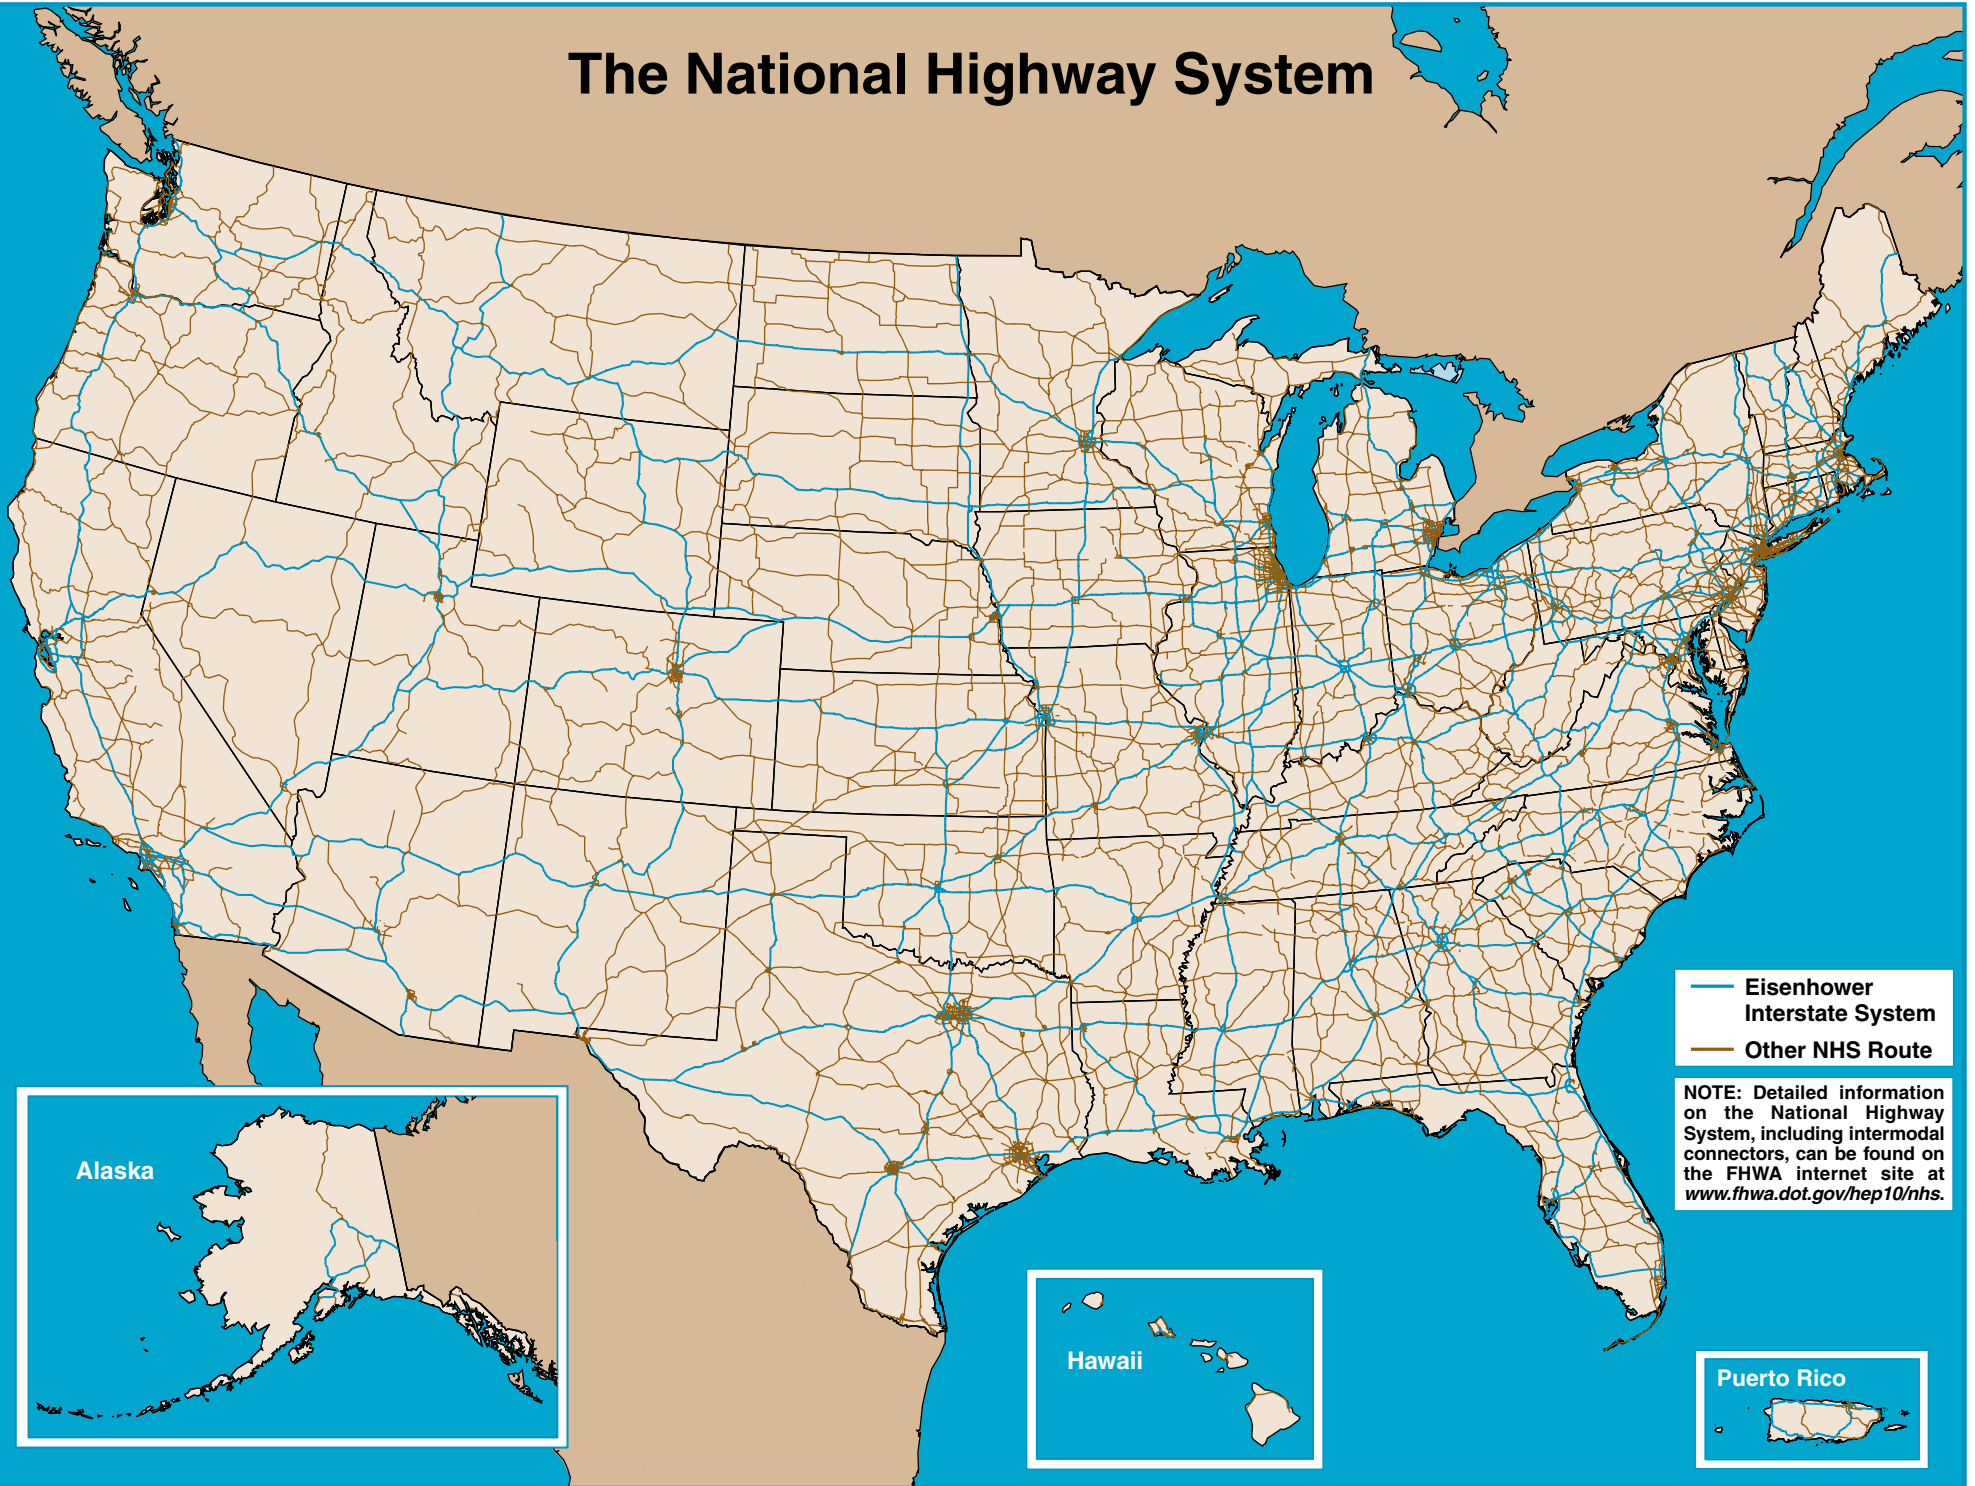 The National Highway System
Eisenhower
Interstate System
Other NHS Route
NOTE: Detailed information
on the National Highway
System, including intermodal
connectors, can be found on
the FHWA internet site at
www.fhwa.dot.gov/hep10/nhs.
Alaska
Hawaii
Puerto Rico